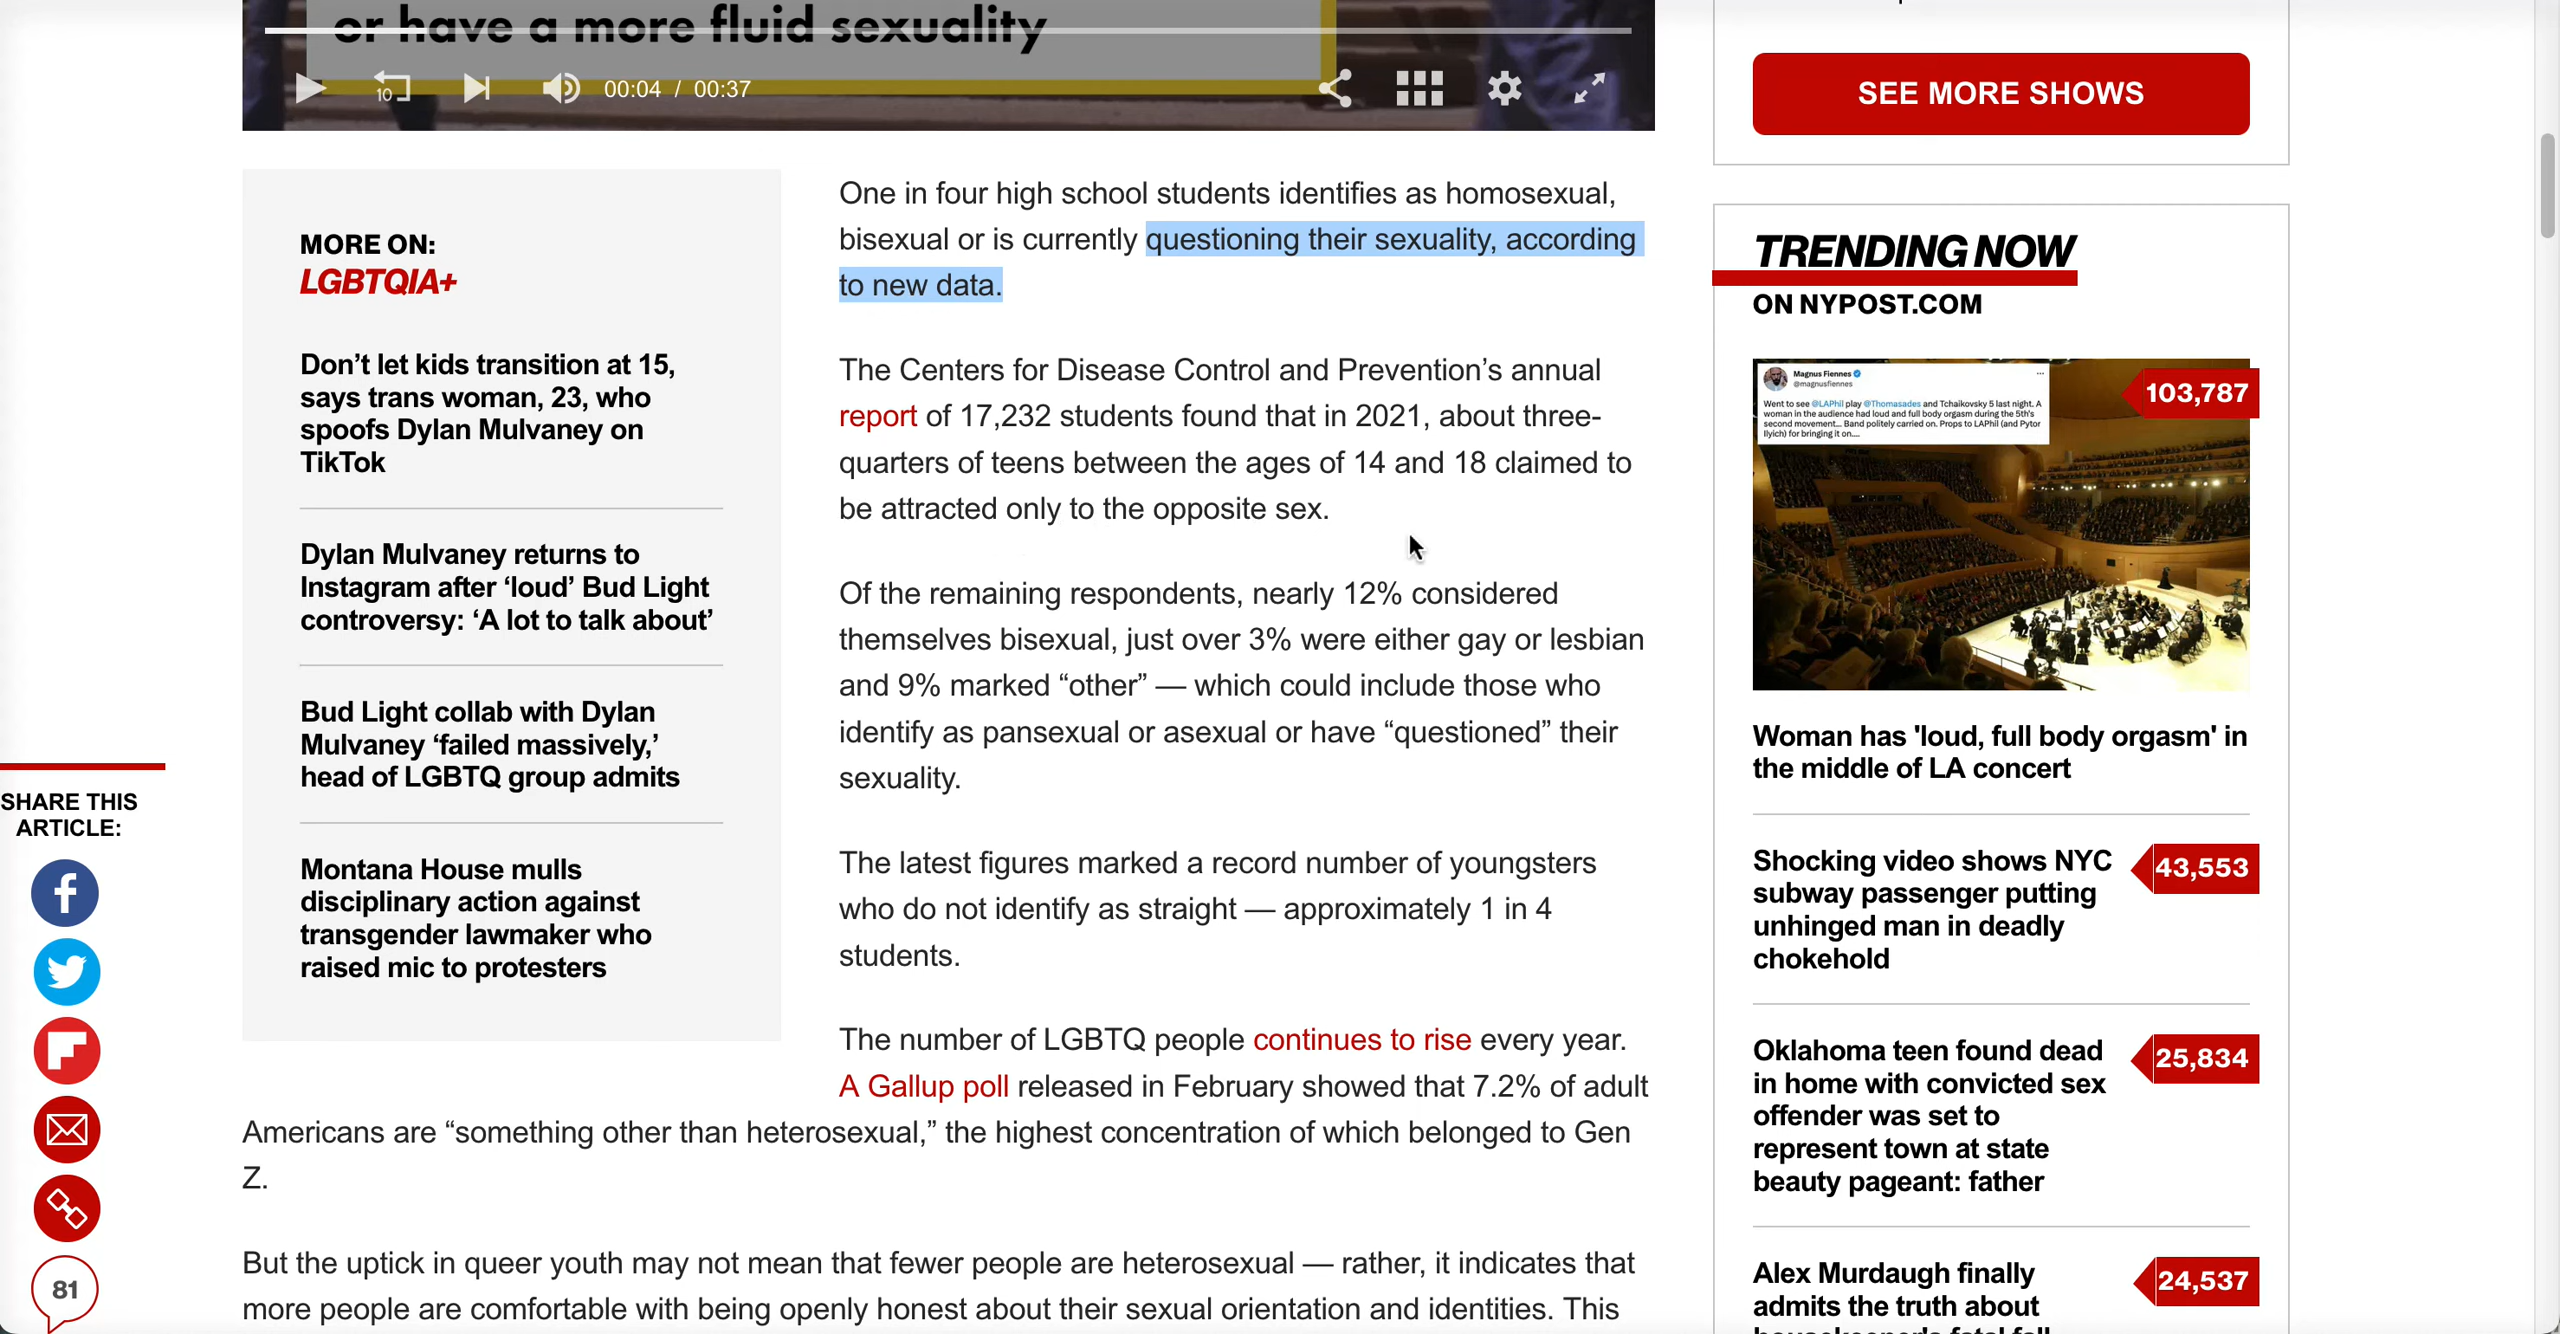 or have a more fluid sexuality
10
00:04 / 00:37
SEE MORE SHOWS
MORE ON:
LGBTQIA+
Don’t let kids transition at 15,
says trans woman, 23, who
spoofs Dylan Mulvaney on
TikTok
Dylan Mulvaney returns to
Instagram after ‘loud’ Bud Light
controversy: ‘A lot to talk about’
Bud Light collab with Dylan
Mulvaney ‘failed massively,’
head of LGBTQ group admits
Montana House mulls
disciplinary action against
transgender lawmaker who
raised mic to protesters
SHARE THIS
ARTICLE:
81
One in four high school students identifies as homosexual,
bisexual or is currently questioning their sexuality, according
to new data.
The Centers for Disease Control and Prevention’s annual
report of 17,232 students found that in 2021, about three-
quarters of teens between the ages of 14 and 18 claimed to
be attracted only to the opposite sex.
Of the remaining respondents, nearly 12% considered
themselves bisexual, just over 3% were either gay or lesbian
and 9% marked “other” — which could include those who
identify as pansexual or asexual or have “questioned” their
sexuality.
The latest figures marked a record number of youngsters
who do not identify as straight — approximately 1 in 4
students.
The number of LGBTQ people continues to rise every year.
A Gallup poll released in February showed that 7.2% of adult
Americans are “something other than heterosexual,” the highest concentration of which belonged to Gen
Z.
But the uptick in queer youth may not mean that fewer people are heterosexual — rather, it indicates that
more people are comfortable with being openly honest about their sexual orientation and identities. This
TRENDING NOW
ON NYPOST.COM
Magnus Fiennes
@magnusfiennes
Went to see @LAPhil play @Thomasades and Tchaikovsky 5 last night. A
woman in the audience had loud and full body orgasm during the 5th's
second movement... Band politely carried on. Props to LAPhil (and Pytor
Ilyich) for bringing it on....
103,787
Woman has 'loud, full body orgasm' in
the middle of LA concert
Shocking video shows NYC
subway passenger putting
unhinged man in deadly
chokehold
43,553
Oklahoma teen found dead
in home with convicted sex
offender was set to
represent town at state
beauty pageant: father
25,834
Alex Murdaugh finally
admits the truth about
housekeeper's fatal fall
24,537